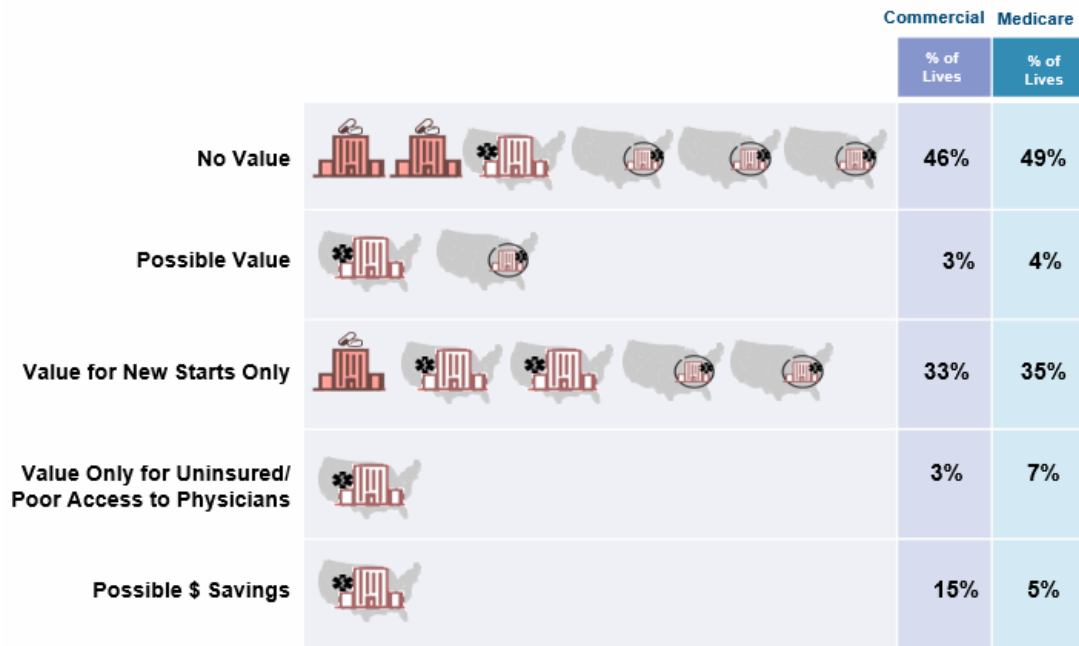 Commercial Medicare
% of Lives % of Lives
No Value 46% 49%
Possible Value 3% 4%
Value for New Starts Only 33% 35%
Value Only for Uninsured/
Poor Access to Physicians 3% 7%
Possible $ Savings 15% 5%